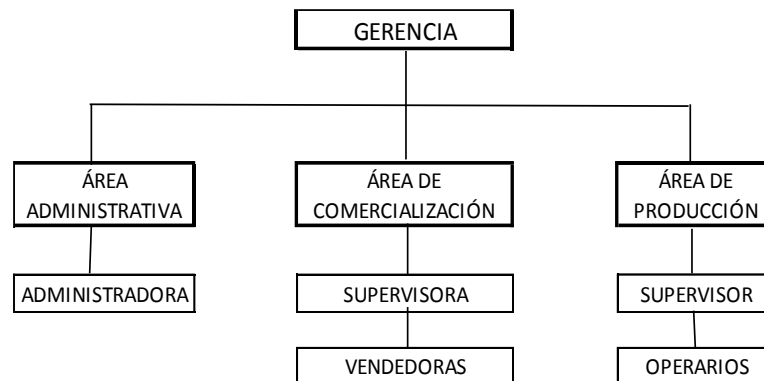 GERENCIA
ÁREA
ADMINISTRATIVA
ÁREA DE
COMERCIALIZACIÓN
ÁREA DE
PRODUCCIÓN
ADMINISTRADORA
SUPERVISORA
SUPERVISOR
VENDEDORAS
OPERARIOS